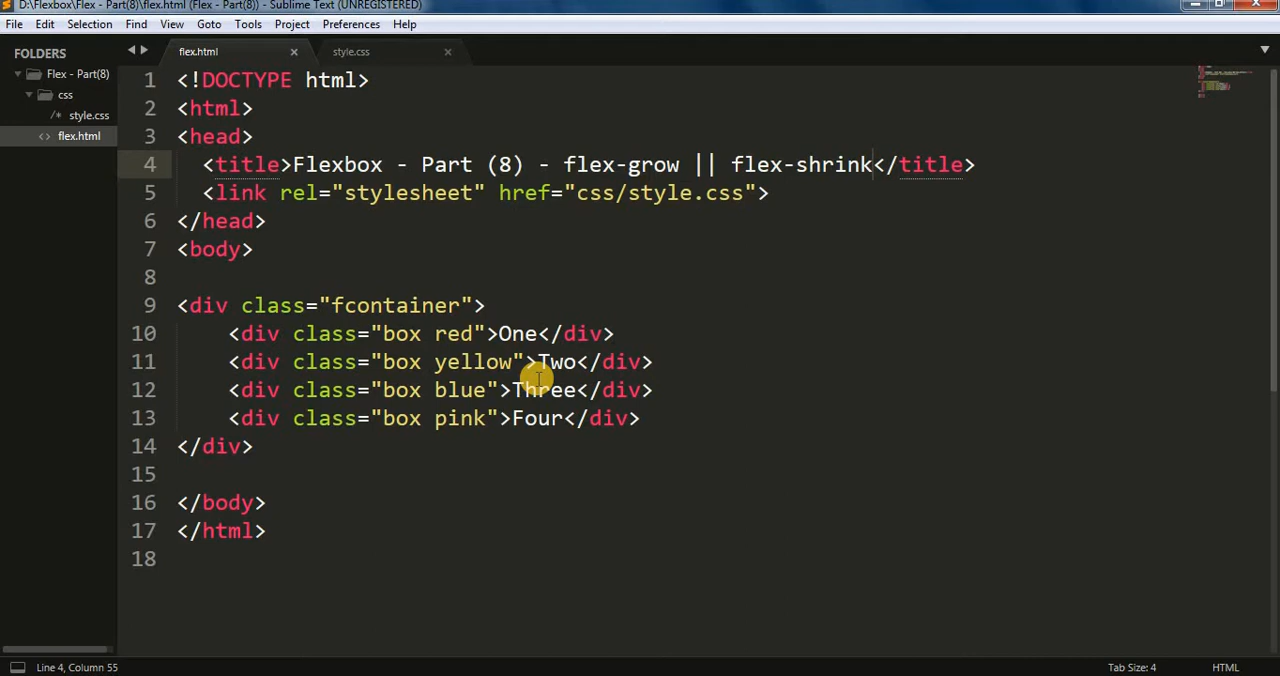 D:\Flexbox\Flex - Part(8)\flex.html (Flex - Part(8)) - Sublime Text (UNREGISTERED)
File Edit Selection Find View Goto Tools Project Preferences Help
FOLDERS
Flex - Part(8)
css
/* style.css
<> flex.html
flex.html × style.css ×
1 <!DOCTYPE html>
2 <html>
3 <head>
4 <title>Flexbox - Part (8) - flex-grow || flex-shrink</title>
5 <link rel="stylesheet" href="css/style.css">
6 </head>
7 <body>
8
9 <div class="fcontainer">
10 <div class="box red">One</div>
11 <div class="box yellow">Two</div>
12 <div class="box blue">Three</div>
13 <div class="box pink">Four</div>
14 </div>
15
16 </body>
17 </html>
18
Line 4, Column 55 Tab Size: 4 HTML